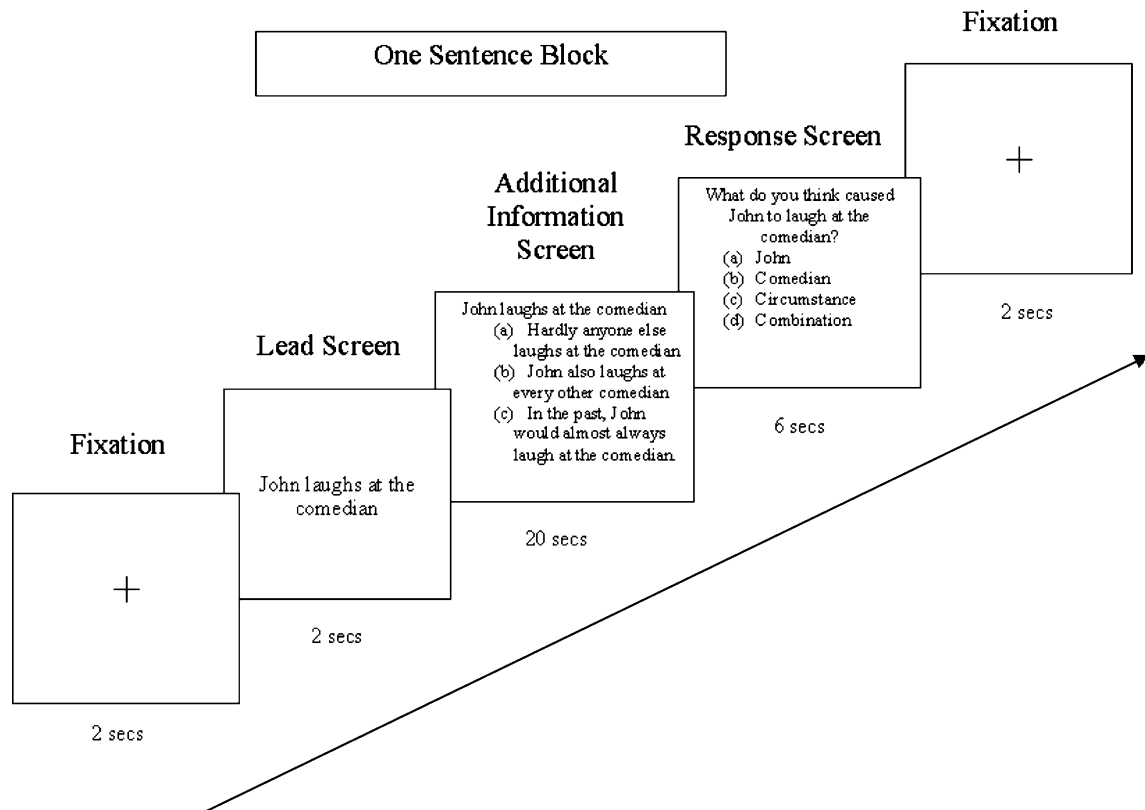 One Sentence Block
Fixation
2 secs
Lead Screen
John laughs at the
comedian
2 secs
Additional
Information
Screen
John laughs at the comedian
(a) Hardly anyone else
laughs at the comedian
(b) John also laughs at
every other comedian
(c) In the past, John
would almost always
laugh at the comedian.
20 secs
Response Screen
What do you think caused
John to laugh at the
comedian?
(a) John
(b) Comedian
(c) Circumstance
(d) Combination
6 secs
Fixation
2 secs